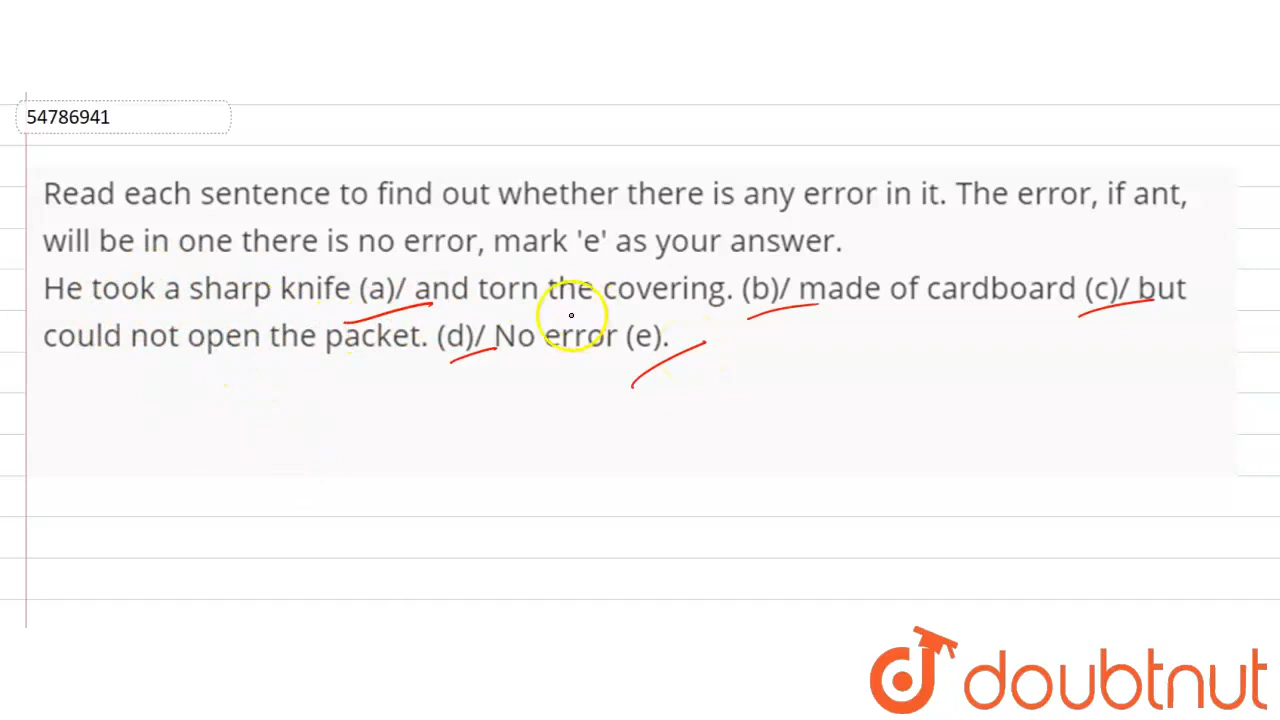 54786941
Read each sentence to find out whether there is any error in it. The error, if ant,
will be in one there is no error, mark 'e' as your answer.
He took a sharp knife (a)/ and torn the covering. (b)/ made of cardboard (c)/ but
could not open the packet. (d)/ No error (e).
doubtnut